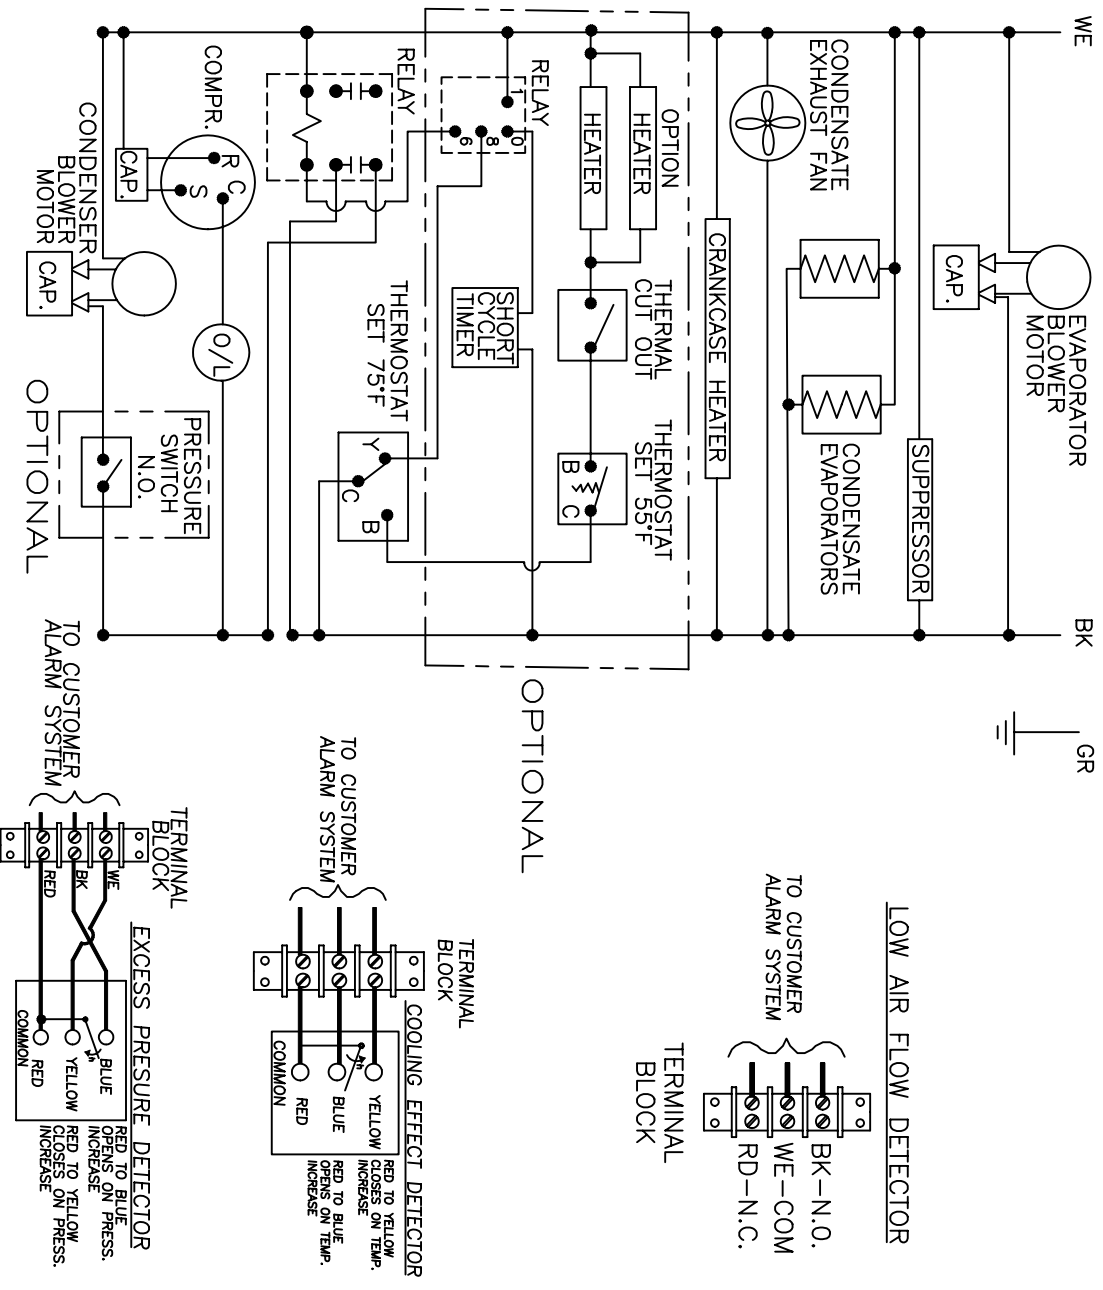 WE
BK
GR
EVAPORATOR
BLOWER
MOTOR
CAP.
SUPPRESSOR
CONDENSATE
EVAPORATORS
CONDENSATE
EXHAUST FAN
CRANKCASE HEATER
OPTION
HEATER
HEATER
THERMAL
CUT OUT
THERMOSTAT
SET 55°F
B
C
RELAY
1
0
8
6
SHORT
CYCLE
TIMER
OPTIONAL
THERMOSTAT
SET 75°F
Y
C
B
RELAY
COMPR.
R
C
S
CAP.
O/L
CONDENSER
BLOWER
MOTOR
CAP.
PRESSURE
SWITCH
N.O.
OPTIONAL
LOW AIR FLOW DETECTOR
TO CUSTOMER
ALARM SYSTEM
BK-N.O.
WE-COM
RD-N.C.
TERMINAL
BLOCK
COOLING EFFECT DETECTOR
TERMINAL
BLOCK
TO CUSTOMER
ALARM SYSTEM
YELLOW
BLUE
RED
COMMON
RED TO YELLOW
CLOSES ON TEMP.
INCREASE
RED TO BLUE
OPENS ON TEMP.
INCREASE
EXCESS PRESURE DETECTOR
TERMINAL
BLOCK
TO CUSTOMER
ALARM SYSTEM
WE
BK
RED
BLUE
YELLOW
RED
COMMON
RED TO BLUE
OPENS ON PRESS.
INCREASE
RED TO YELLOW
CLOSES ON PRESS.
INCREASE